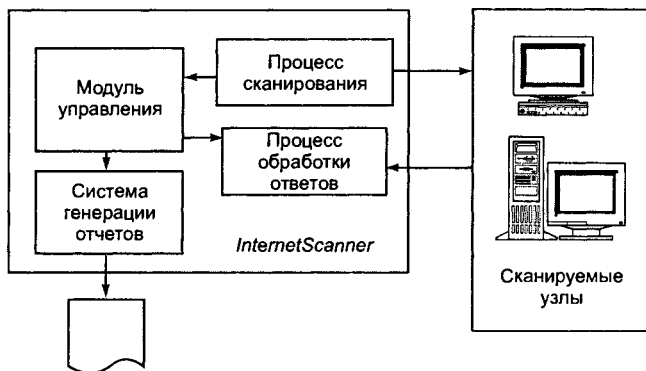 Модуль
управления
Процесс
сканирования
Процесс
обработки
ответов
Система
генерации
отчетов
InternetScanner
Сканируемые
узлы